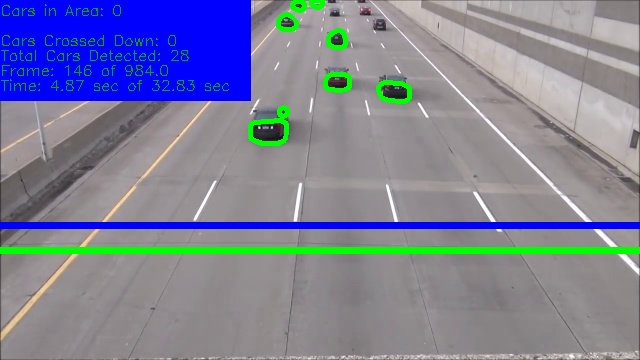 Cars in Area: 0
Cars Crossed Down: 0
Total Cars Detected: 28
Frame: 146 of 984.0
Time: 4.87 sec of 32.83 sec